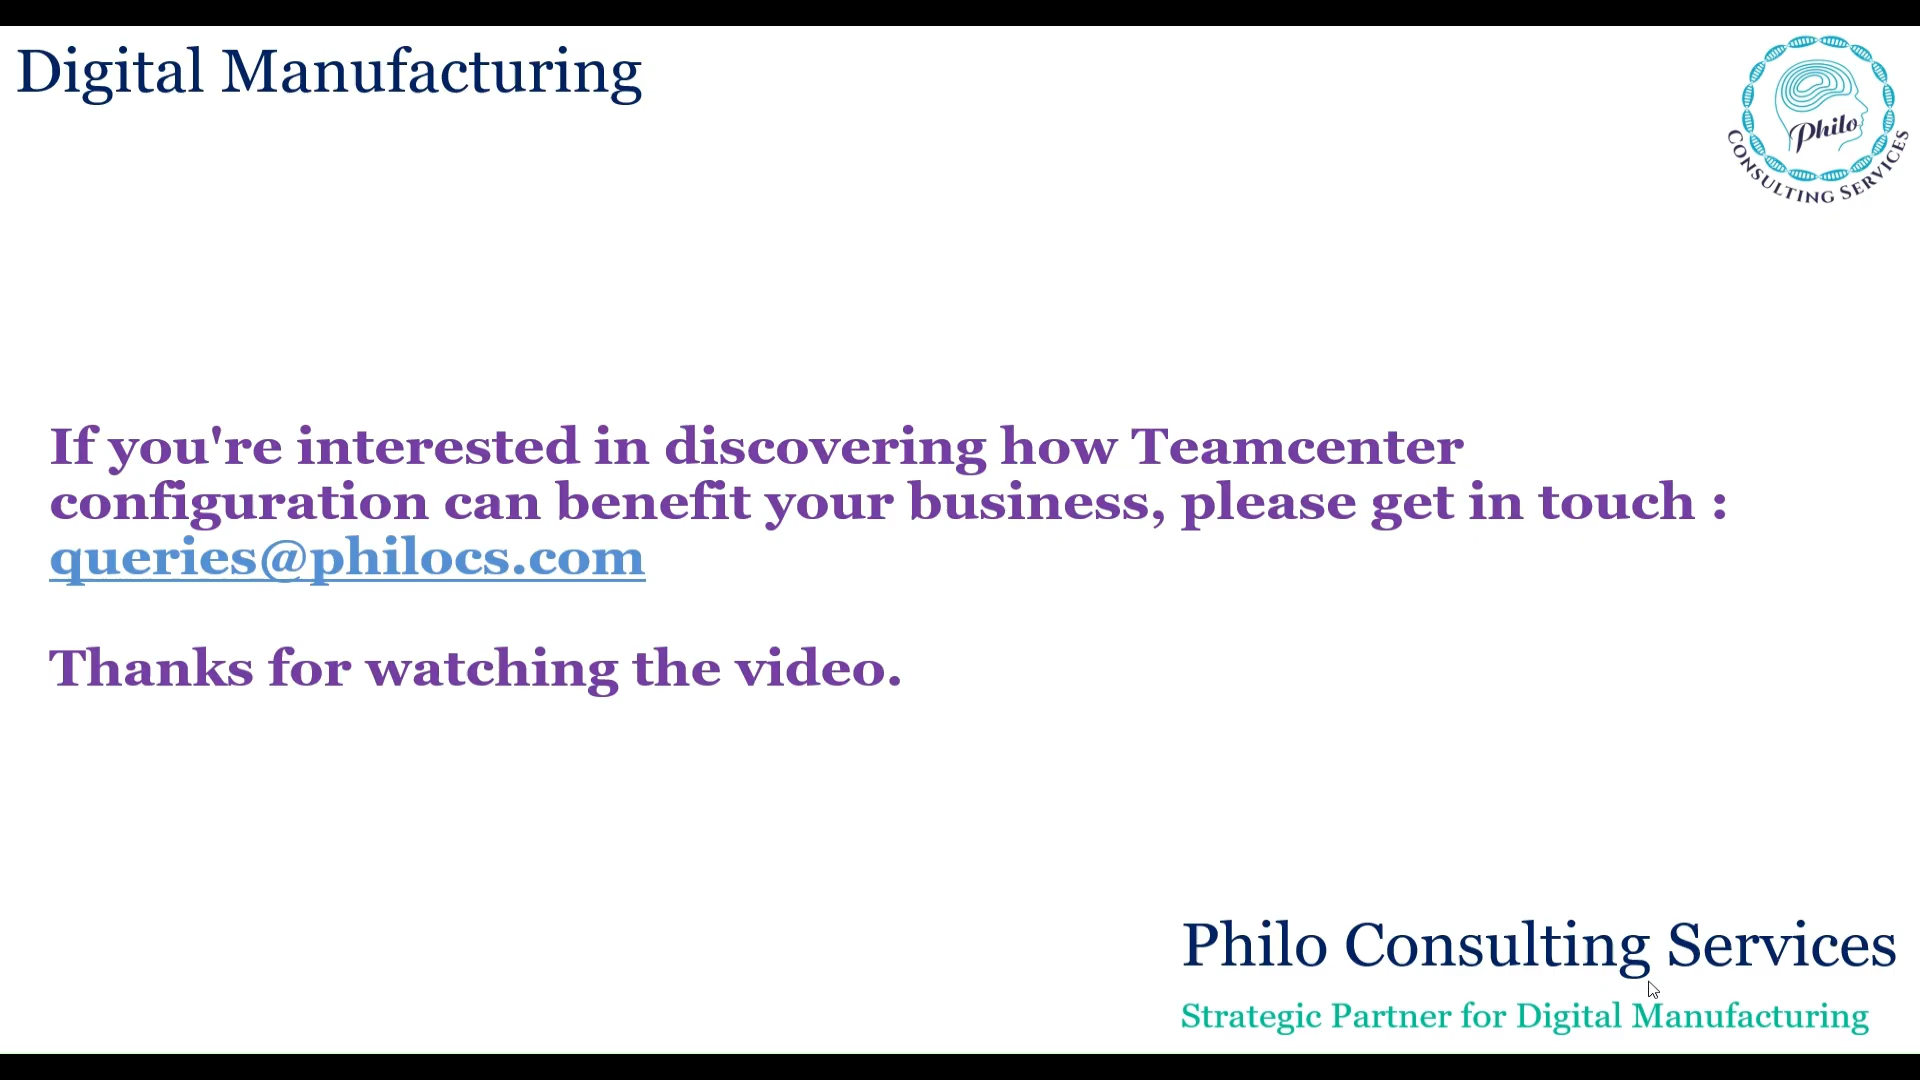 Digital Manufacturing
Philo
CONSULTING SERVICES
If you're interested in discovering how Teamcenter
configuration can benefit your business, please get in touch :
queries@philocs.com
Thanks for watching the video.
Philo Consulting Services
Strategic Partner for Digital Manufacturing